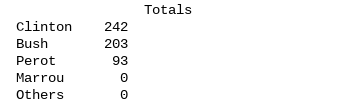 Totals
Clinton 242
Bush 203
Perot 93
Marrou 0
Others 0